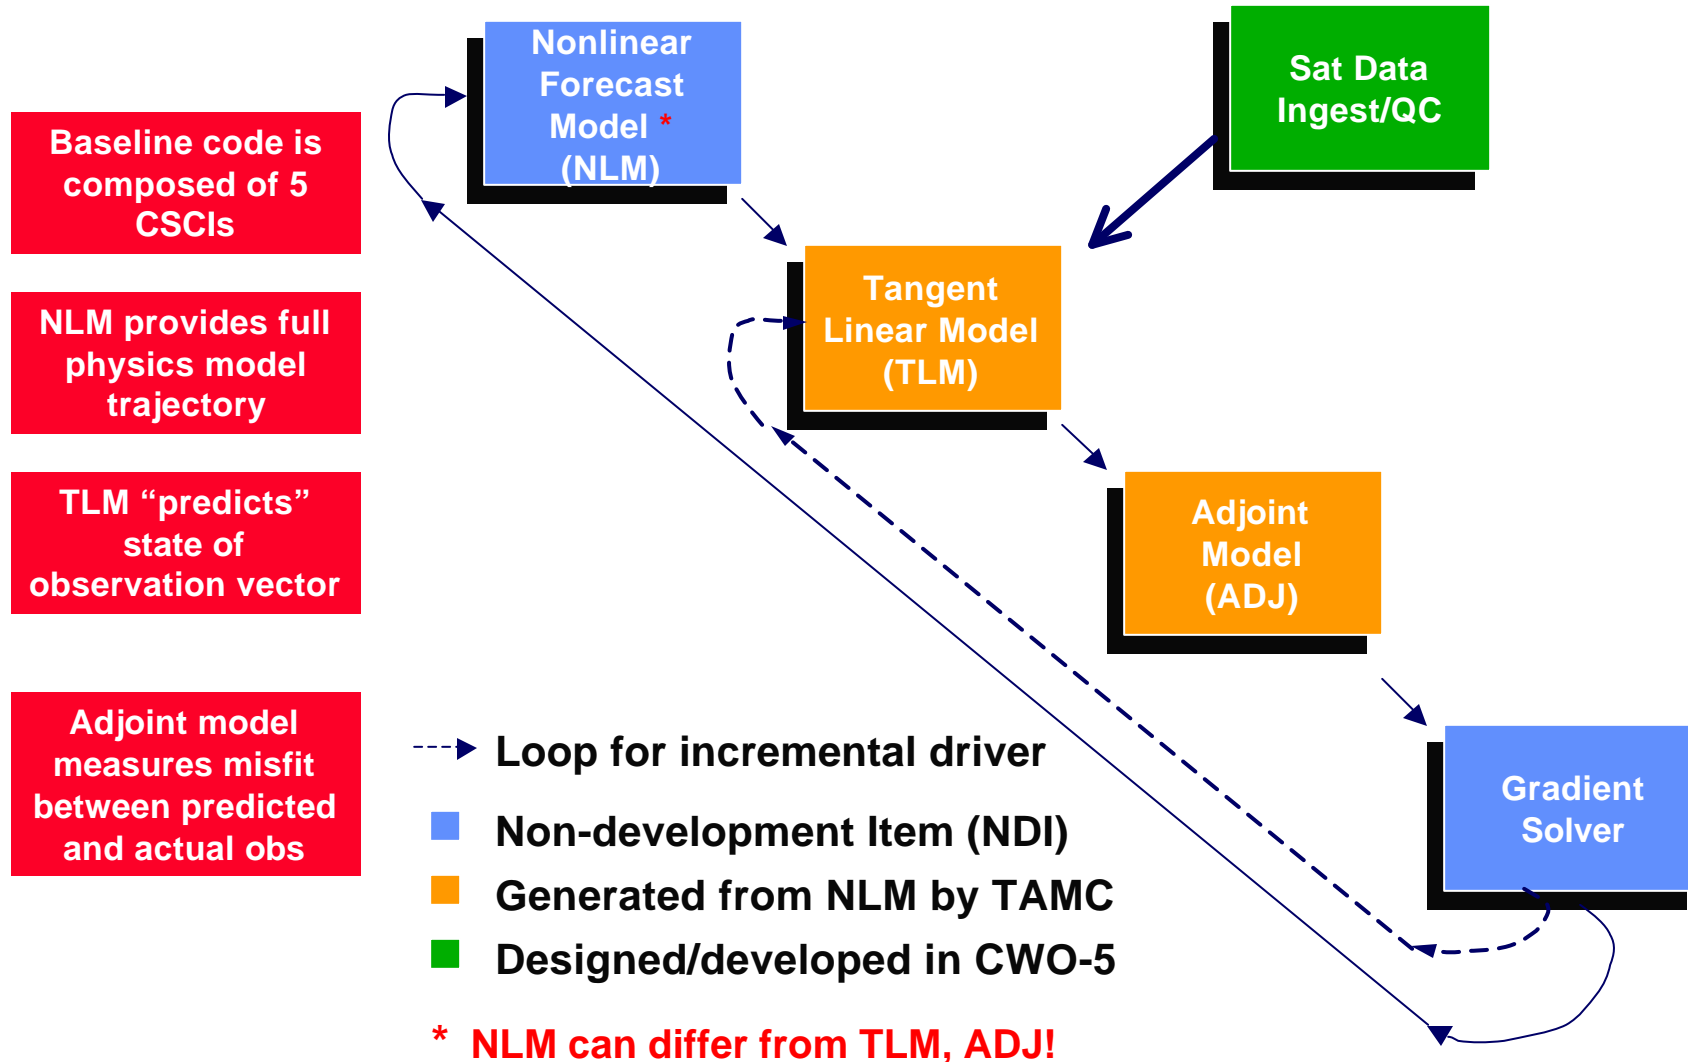 Nonlinear
Forecast
Model *
(NLM)
Sat Data
Ingest/QC
Baseline code is
composed of 5
CSCIs
NLM provides full
physics model
trajectory
Tangent
Linear Model
(TLM)
TLM “predicts”
state of
observation vector
Adjoint
Model
(ADJ)
Adjoint model
measures misfit
between predicted
and actual obs
Gradient
Solver
Loop for incremental driver
Non-development Item (NDI)
Generated from NLM by TAMC
Designed/developed in CWO-5
* NLM can differ from TLM, ADJ!